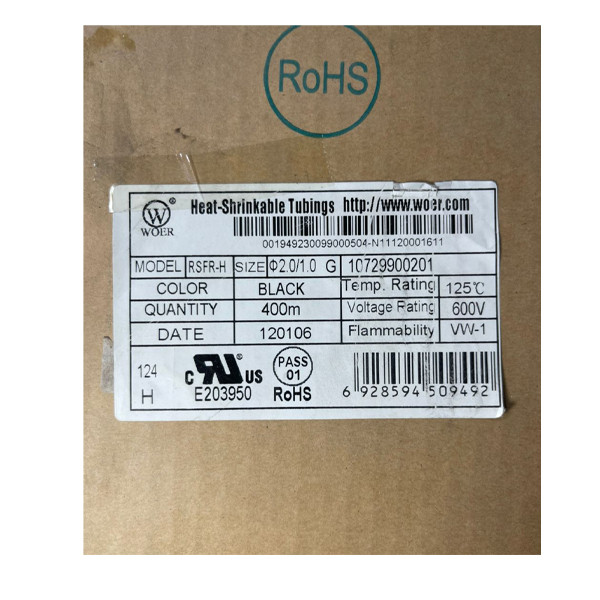 RoHS
W ®
WOER
Heat-Shrinkable Tubings http://www.woer.com
001949230099000504-N11120001611
MODEL RSFR-H SIZE Φ2.0/1.0 G 10729900201
COLOR BLACK Temp. Rating 125℃
QUANTITY 400m Voltage Rating 600V
DATE 120106 Flammability VW-1
124
H
c RU US
E203950
PASS
01
RoHS
6 928594 509492